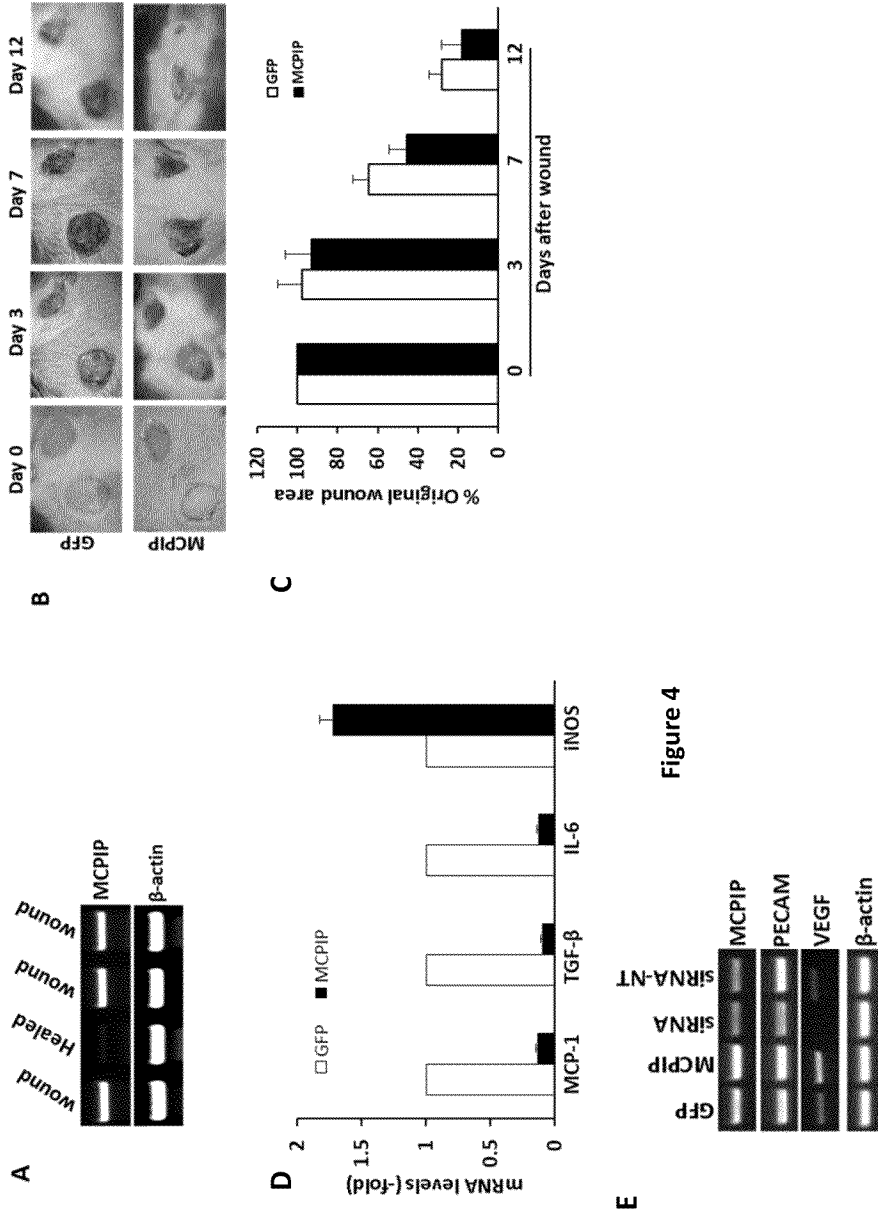 A
wound
Healed
wound
wound
MCPIP
β-actin
B
Day 0
Day 3
Day 7
Day 12
GFP
MCPIP
C
% Original wound area
120
100
80
60
40
20
0
GFP
MCPIP
0
3
7
12
Days after wound
D
mRNA levels (-fold)
2
1.5
1
0.5
0
GFP
MCPIP
MCP-1
TGF-β
IL-6
iNOS
E
GFP
MCPIP
siRNA
siRNA-NT
MCPIP
PECAM
VEGF
β-actin
Figure 4